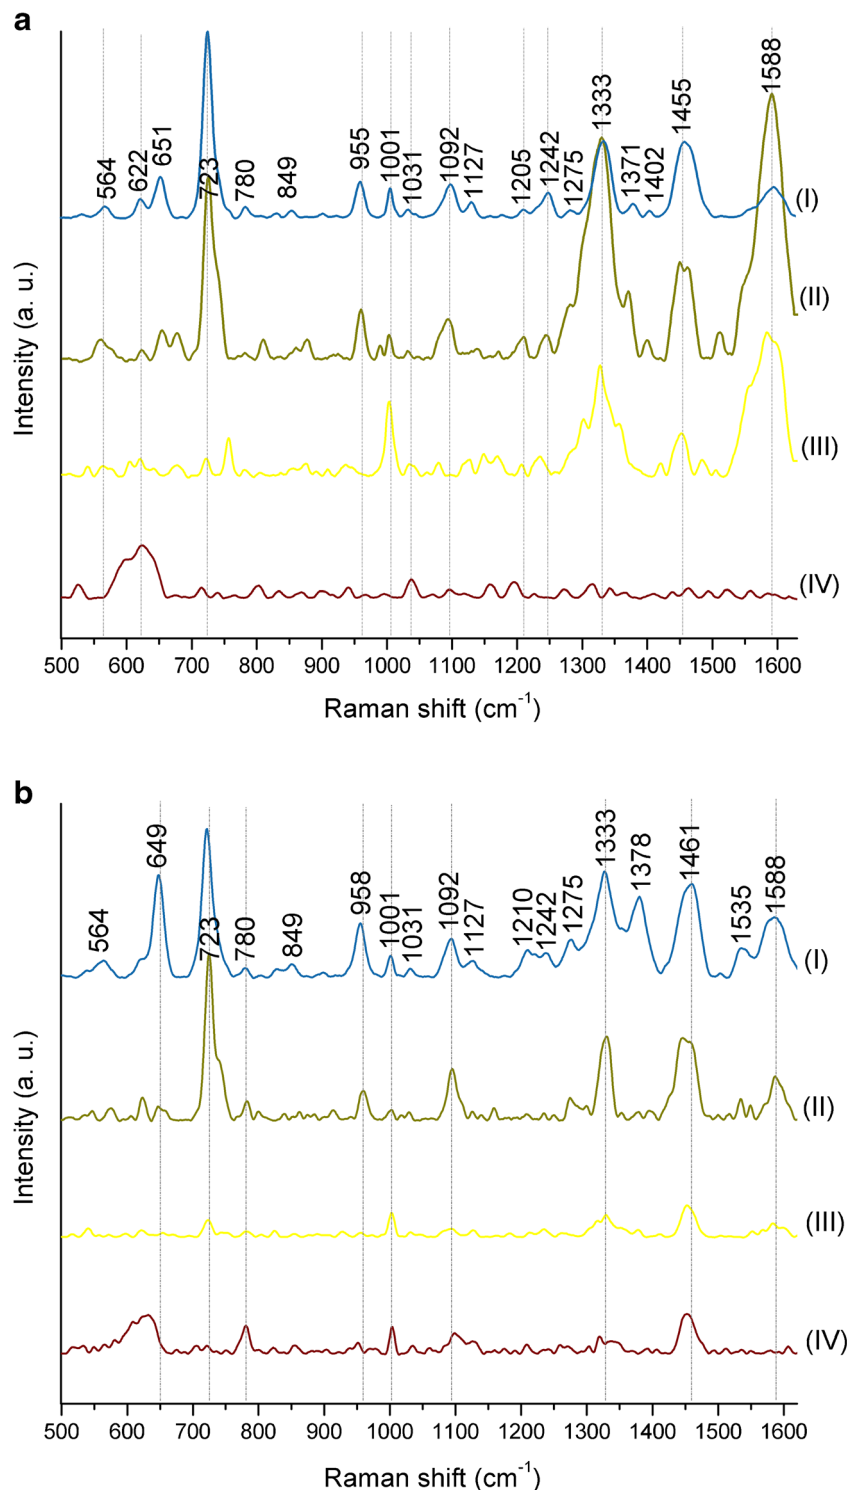 a
564
622
651
723
780
849
955
1001
1031
1092
1127
1205
1242
1275
1333
1371
1402
1455
1588
(I)
(II)
(III)
(IV)
Intensity (a. u.)
500 600 700 800 900 1000 1100 1200 1300 1400 1500 1600
Raman shift (cm⁻¹)
b
564
649
723
780
849
958
1001
1031
1092
1127
1210
1242
1275
1333
1378
1461
1535
1588
(I)
(II)
(III)
(IV)
Intensity (a. u.)
500 600 700 800 900 1000 1100 1200 1300 1400 1500 1600
Raman shift (cm⁻¹)